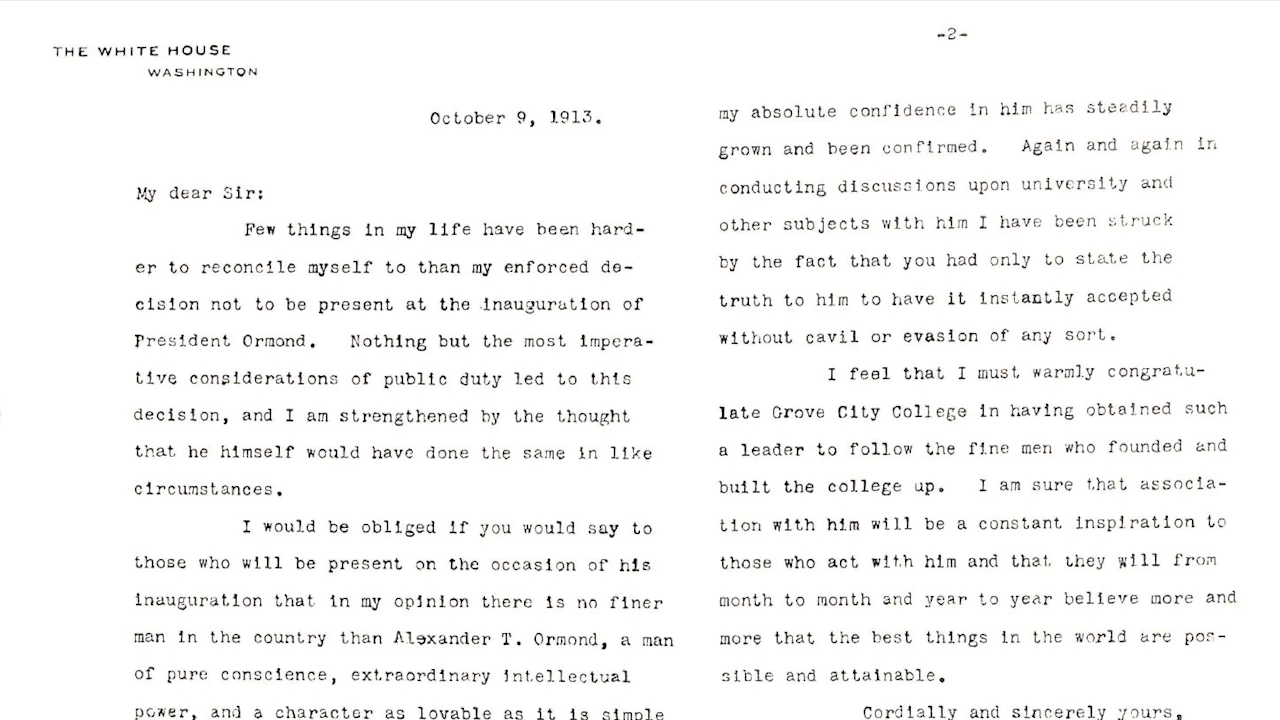 THE WHITE HOUSE
WASHINGTON
October 9, 1913.
My dear Sir:
Few things in my life have been hard-
er to reconcile myself to than my enforced de-
cision not to be present at the inauguration of
President Ormond. Nothing but the most impera-
tive considerations of public duty led to this
decision, and I am strengthened by the thought
that he himself would have done the same in like
circumstances.
I would be obliged if you would say to
those who will be present on the occasion of his
inauguration that in my opinion there is no finer
man in the country than Alexander T. Ormond, a man
of pure conscience, extraordinary intellectual
power, and a character as lovable as it is simple
-2-
my absolute confidence in him has steadily
grown and been confirmed. Again and again in
conducting discussions upon university and
other subjects with him I have been struck
by the fact that you had only to state the
truth to him to have it instantly accepted
without cavil or evasion of any sort.
I feel that I must warmly congratu-
late Grove City College in having obtained such
a leader to follow the fine men who founded and
built the college up. I am sure that associa-
tion with him will be a constant inspiration to
those who act with him and that they will from
month to month and year to year believe more and
more that the best things in the world are pos-
sible and attainable.
Cordially and sincerely yours,